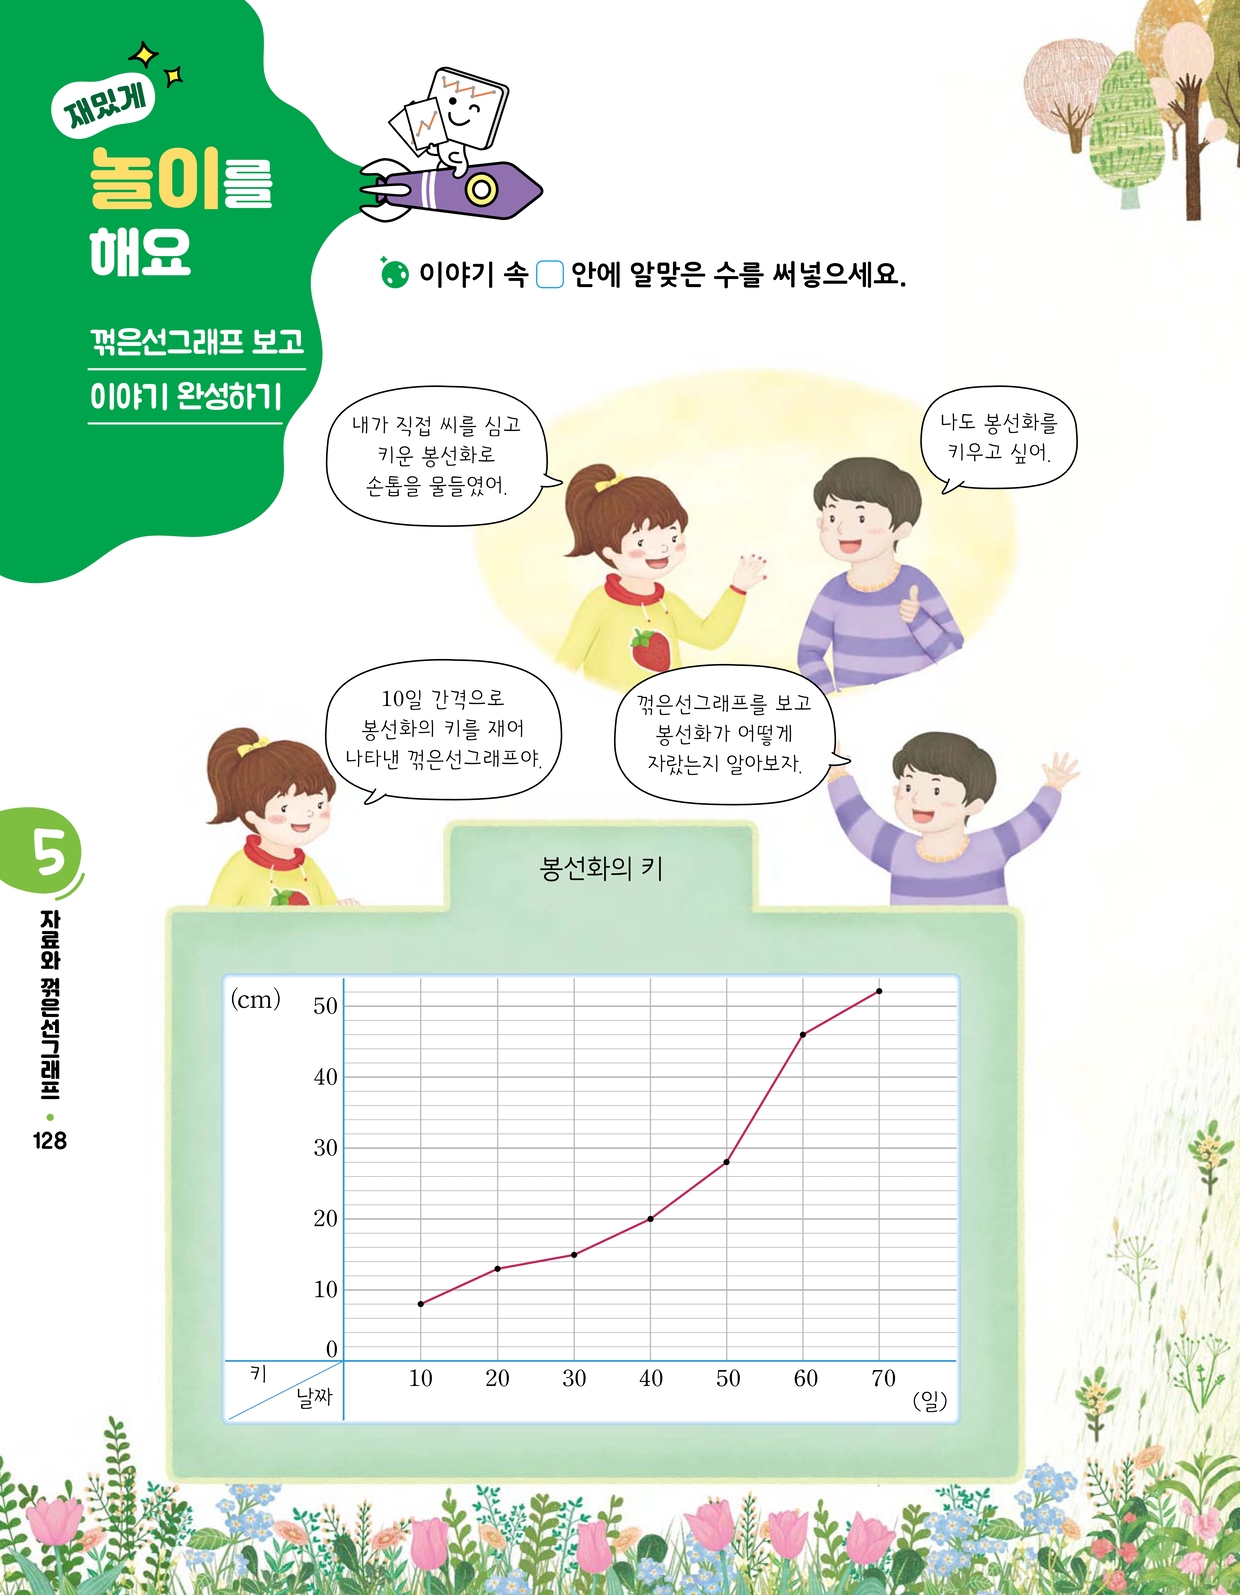 재밌게
놀이를
해요
꺾은선그래프 보고
이야기 완성하기
이야기 속 안에 알맞은 수를 써넣으세요.
내가 직접 씨를 심고
키운 봉선화로
손톱을 물들였어.
나도 봉선화를
키우고 싶어.
10일 간격으로
봉선화의 키를 재어
나타낸 꺾은선그래프야.
꺾은선그래프를 보고
봉선화가 어떻게
자랐는지 알아보자.
봉선화의 키
(cm)
50
40
30
20
10
0
키
날짜
10 20 30 40 50 60 70
(일)
5
자료와 꺾은선그래프
128